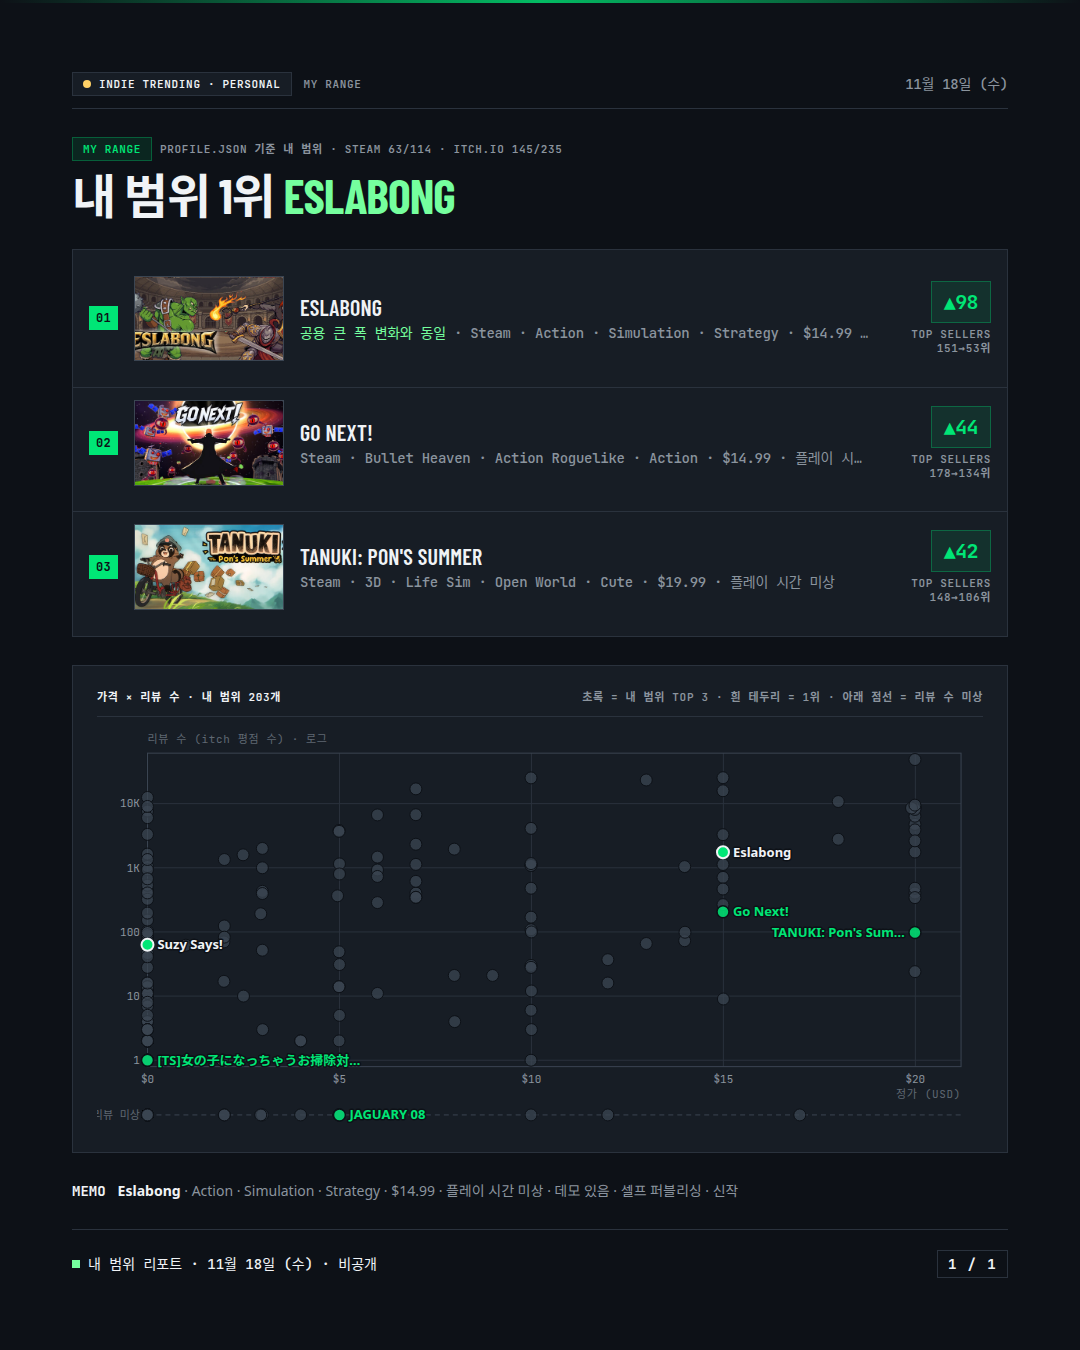 INDIE TRENDING · PERSONAL
MY RANGE
11월 18일 (수)
MY RANGE
PROFILE.JSON 기준 내 범위 · STEAM 63/114 · ITCH.IO 145/235
내 범위 1위 ESLABONG
01
ESLABONG
ESLABONG
공용 큰 폭 변화와 동일 · Steam · Action · Simulation · Strategy · $14.99 …
▲98
TOP SELLERS
151→53위
02
GO NEXT!
GO NEXT!
Steam · Bullet Heaven · Action Roguelike · Action · $14.99 · 플레이 시…
▲44
TOP SELLERS
178→134위
03
TANUKI
Pon's Summer
TANUKI: PON'S SUMMER
Steam · 3D · Life Sim · Open World · Cute · $19.99 · 플레이 시간 미상
▲42
TOP SELLERS
148→106위
가격 × 리뷰 수 · 내 범위 203개
초록 = 내 범위 TOP 3 · 흰 테두리 = 1위 · 아래 점선 = 리뷰 수 미상
리뷰 수 (itch 평점 수) · 로그
10K
1K
Eslabong
Go Next!
100
TANUKI: Pon's Sum…
Suzy Says!
10
1
[TS]女の子になっちゃうお掃除対…
$0
$5
$10
$15
$20
정가 (USD)
리뷰 미상
JAGUARY 08
MEMO Eslabong · Action · Simulation · Strategy · $14.99 · 플레이 시간 미상 · 데모 있음 · 셀프 퍼블리싱 · 신작
내 범위 리포트 · 11월 18일 (수) · 비공개
1 / 1